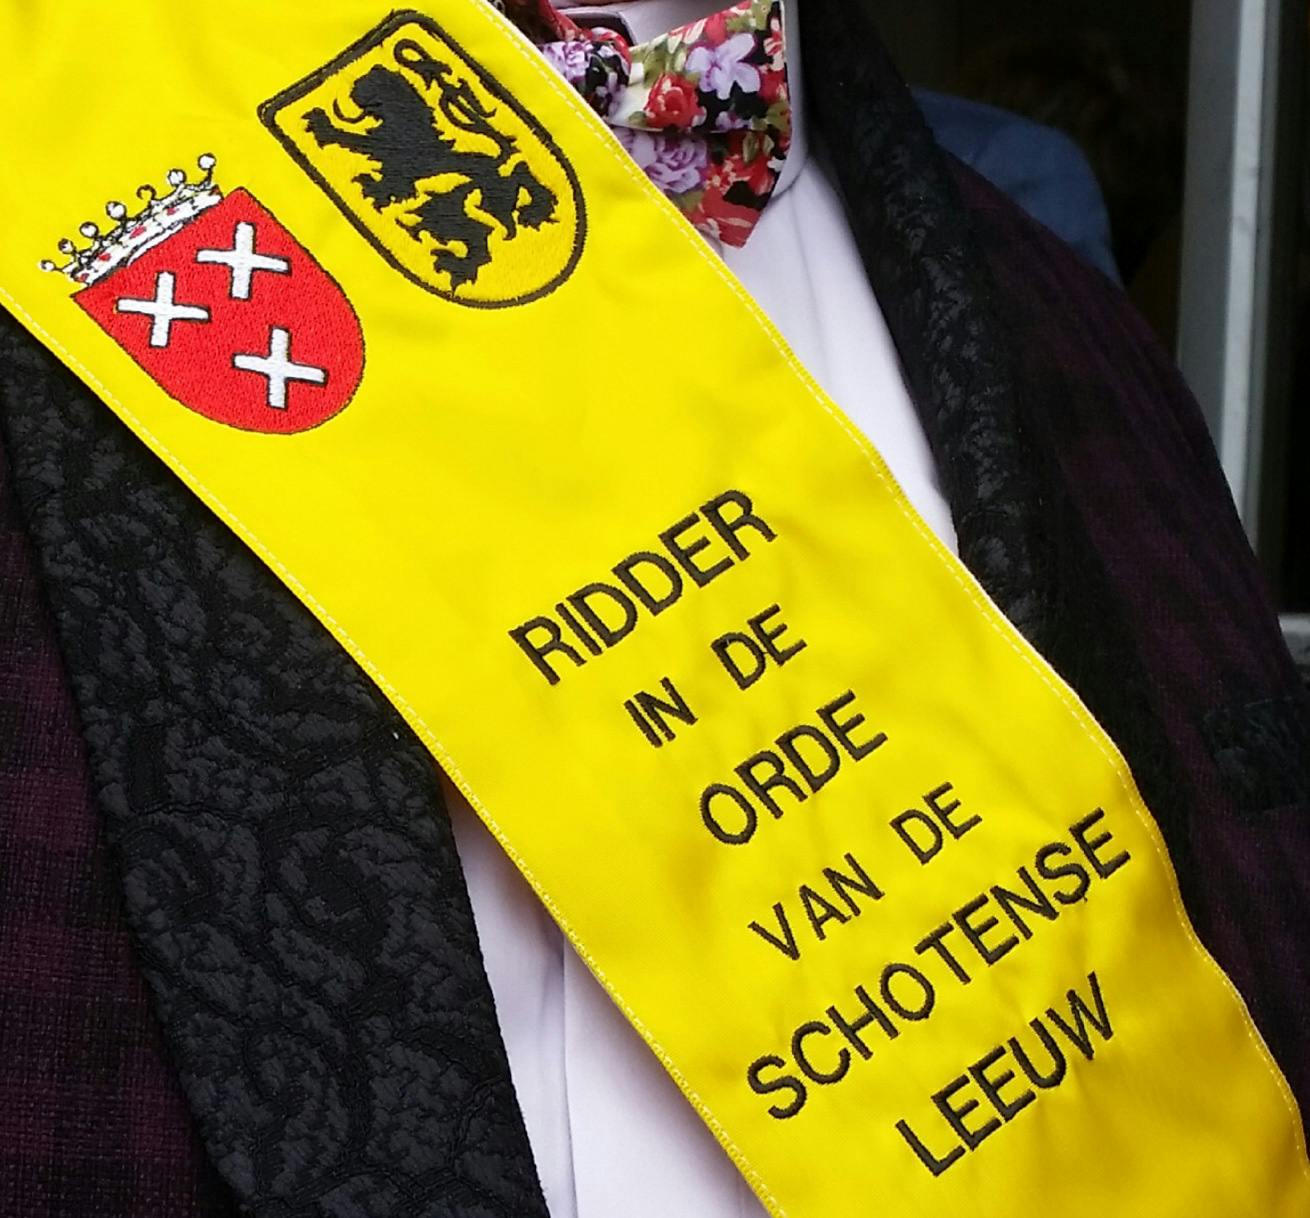 RIDDER
IN DE
ORDE
VAN DE
SCHOTENSE
LEEUW